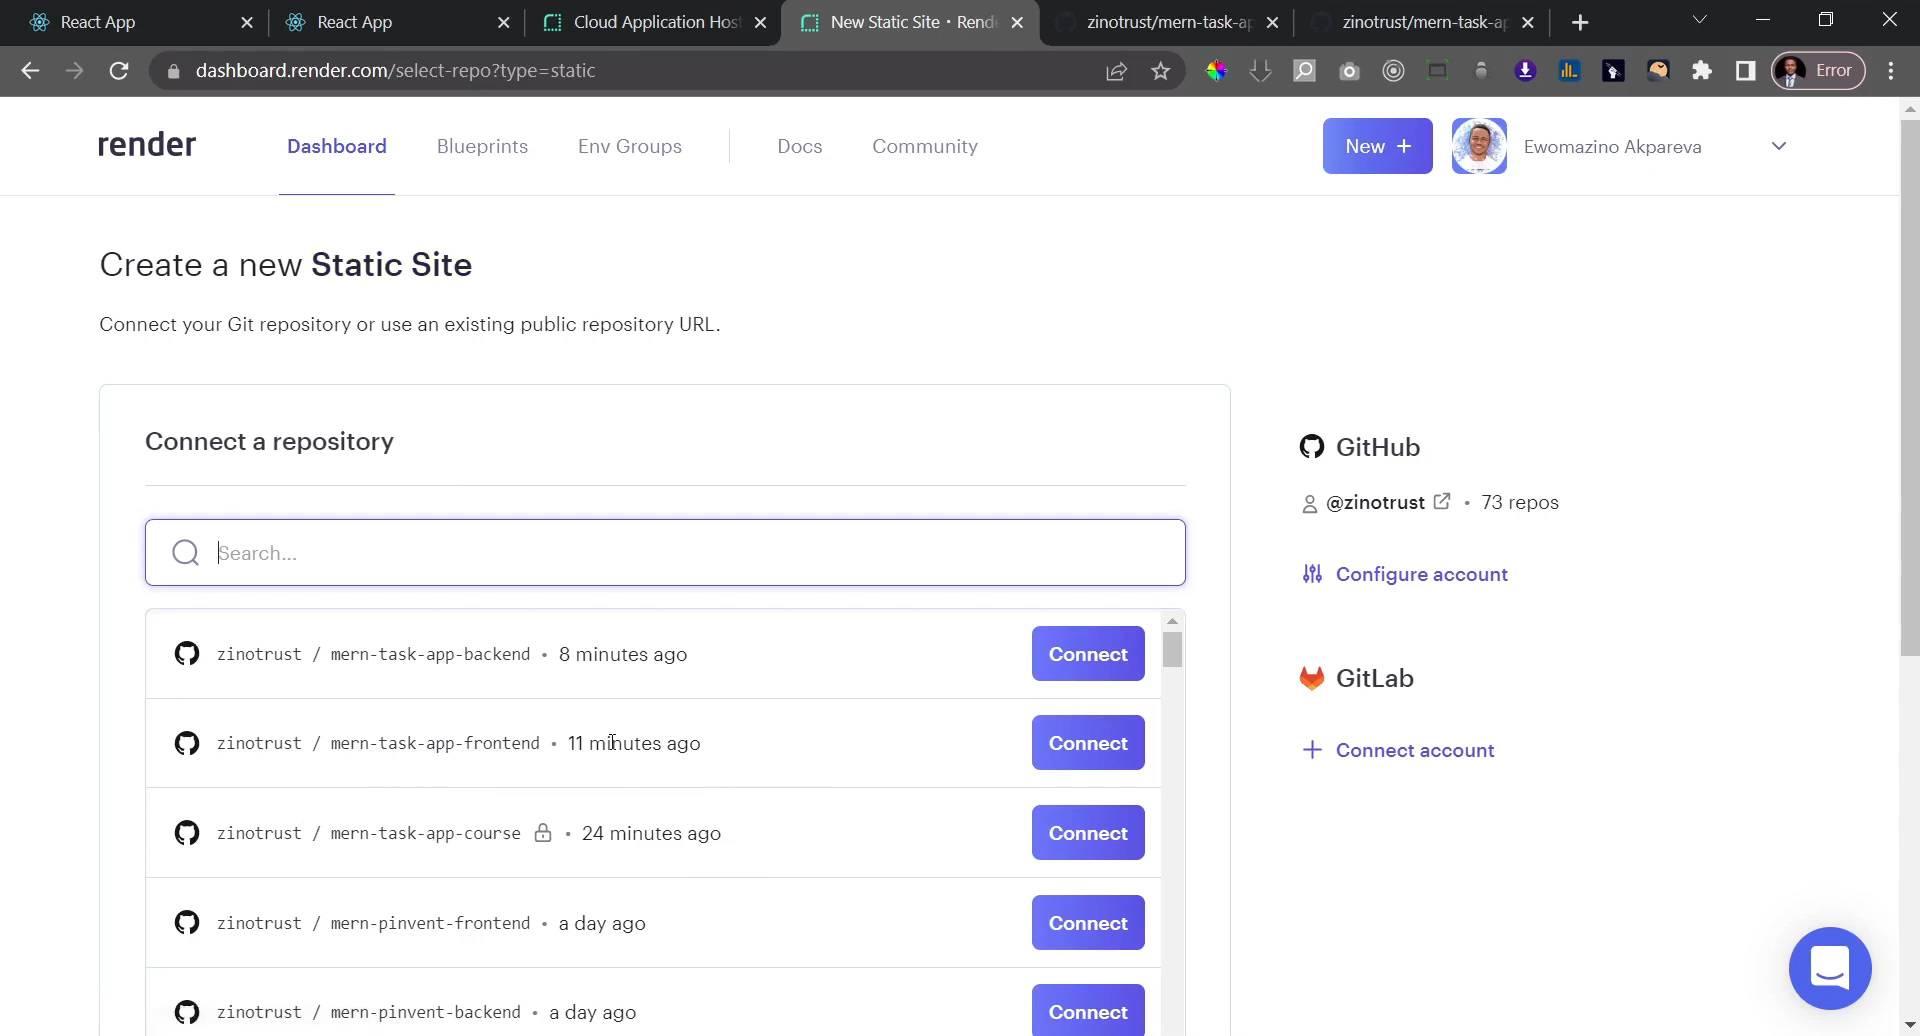 React App
React App
Cloud Application Hos
New Static Site • Rend
zinotrust/mern-task-ap
zinotrust/mern-task-ap
dashboard.render.com/select-repo?type=static
Error
render
Dashboard
Blueprints
Env Groups
Docs
Community
New +
Ewomazino Akpareva
Create a new Static Site
Connect your Git repository or use an existing public repository URL.
Connect a repository
Search...
zinotrust / mern-task-app-backend • 8 minutes ago
Connect
zinotrust / mern-task-app-frontend • 11 minutes ago
Connect
zinotrust / mern-task-app-course • 24 minutes ago
Connect
zinotrust / mern-pinvent-frontend • a day ago
Connect
zinotrust / mern-pinvent-backend • a day ago
Connect
GitHub
@zinotrust • 73 repos
Configure account
GitLab
+ Connect account